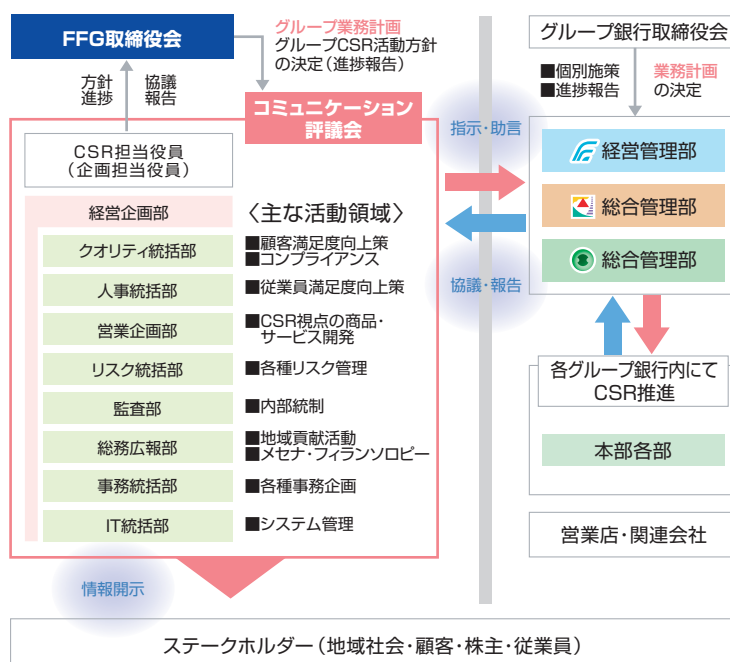 FFG取締役会
グループ業務計画
グループCSR活動方針
の決定（進捗報告）
方針
進捗
協議
報告
コミュニケーション
評議会
CSR担当役員
（企画担当役員）
経営企画部
〈主な活動領域〉
クオリティ統括部
■顧客満足度向上策
■コンプライアンス
人事統括部
■従業員満足度向上策
営業企画部
■CSR視点の商品・
サービス開発
リスク統括部
■各種リスク管理
監査部
■内部統制
総務広報部
■地域貢献活動
■メセナ・フィランソロピー
事務統括部
■各種事務企画
IT統括部
■システム管理
情報開示
指示・助言
協議・報告
グループ銀行取締役会
■個別施策
■進捗報告
業務計画
の決定
経営管理部
総合管理部
総合管理部
各グループ銀行内にて
CSR推進
本部各部
営業店・関連会社
ステークホルダー（地域社会・顧客・株主・従業員）